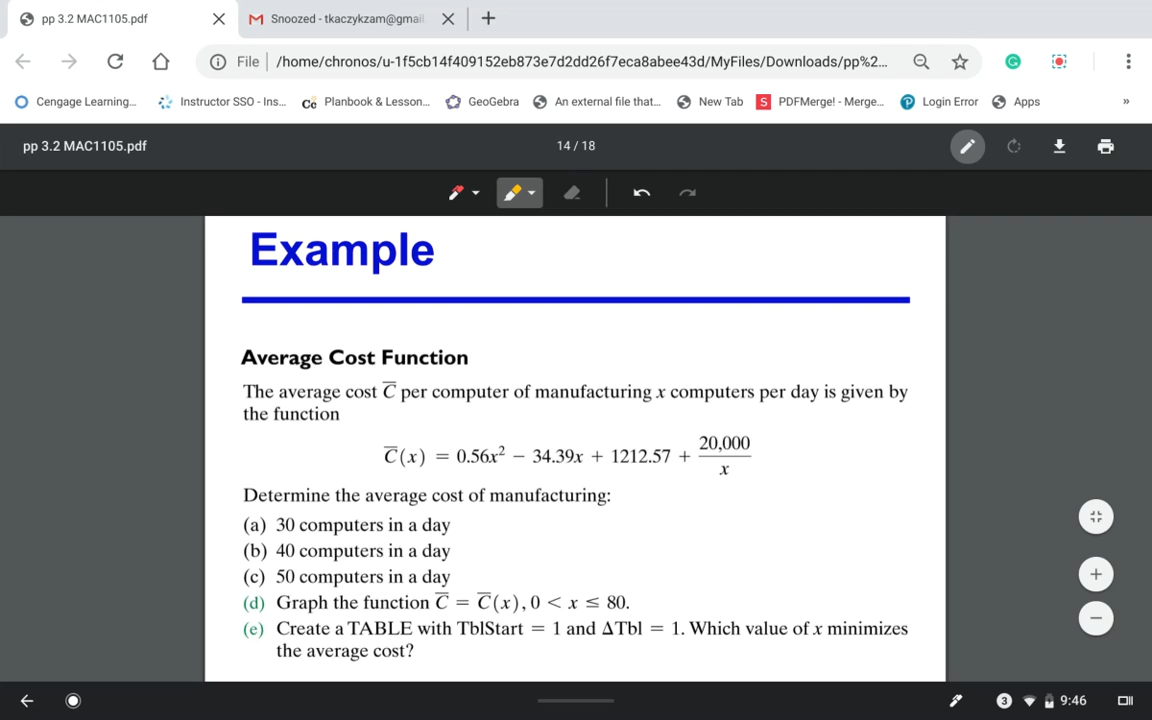 pp 3.2 MAC1105.pdf
Snoozed - tkaczykzam@gmail
File | /home/chronos/u-1f5cb14f409152eb873e7d2dd26f7eca8abee43d/MyFiles/Downloads/pp%2...
Cengage Learning... Instructor SSO - Ins... Cc Planbook & Lesson... GeoGebra An external file that... New Tab S PDFMerge! - Merge... Login Error Apps »
pp 3.2 MAC1105.pdf 14 / 18
Example
Average Cost Function
The average cost C̅ per computer of manufacturing x computers per day is given by
the function
C̅(x) = 0.56x² − 34.39x + 1212.57 + 20,000/x
Determine the average cost of manufacturing:
(a) 30 computers in a day
(b) 40 computers in a day
(c) 50 computers in a day
(d) Graph the function C̅ = C̅(x), 0 < x ≤ 80.
(e) Create a TABLE with TblStart = 1 and ΔTbl = 1. Which value of x minimizes
the average cost?
3 9:46